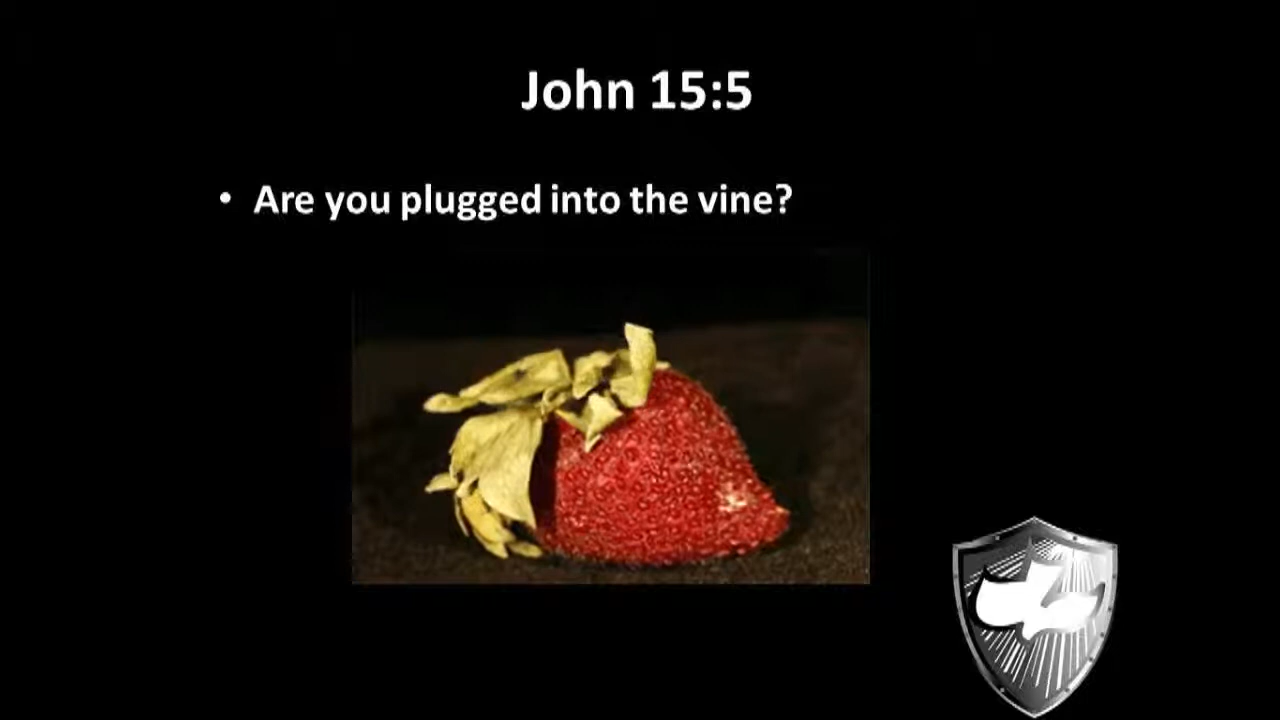 John 15:5
• Are you plugged into the vine?